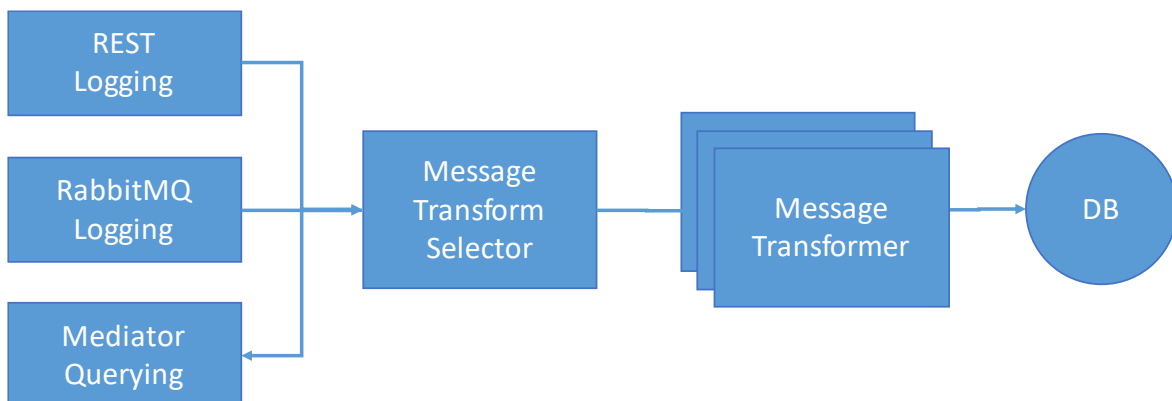 REST
Logging
RabbitMQ
Logging
Mediator
Querying
Message
Transform
Selector
Message
Transformer
DB